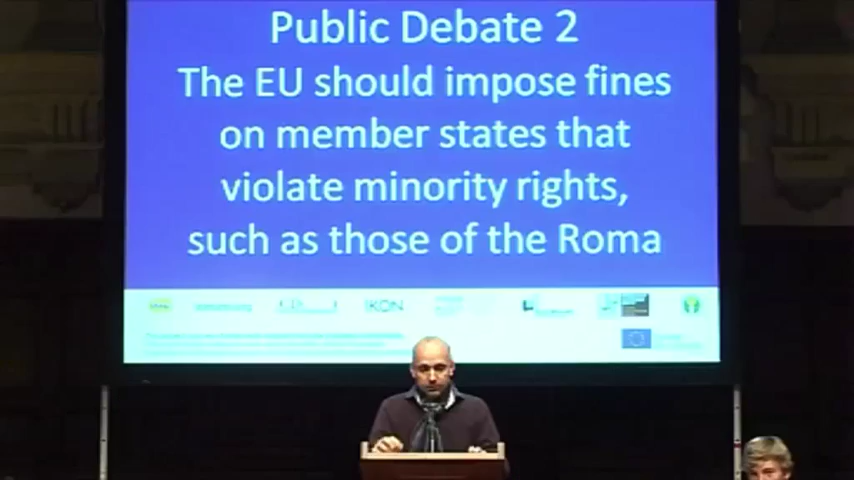 Public Debate 2
The EU should impose fines
on member states that
violate minority rights,
such as those of the Roma
IKON